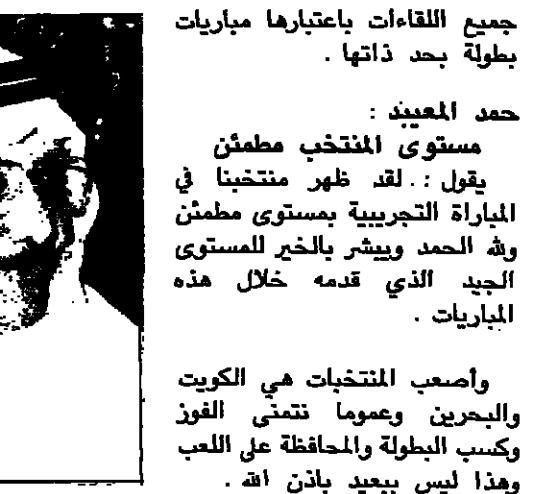 جميع اللقاءات باعتبارها مباريات
بطولة بحد ذاتها .
حمد المعيبد :
مستوى المنتخب مطمئن
يقول : . لقد ظهر منتخبنا في
المباراة التجريبية بمستوى مطمئن
ولله الحمد ويبشر بالخير للمستوى
الجيد الذي قدمه خلال هذه
المباريات .
وأصعب المنتخبات هي الكويت
والبحرين وعموما نتمنى الفوز
وكسب البطولة والمحافظة على اللعب
وهذا ليس ببعيد باذن الله .